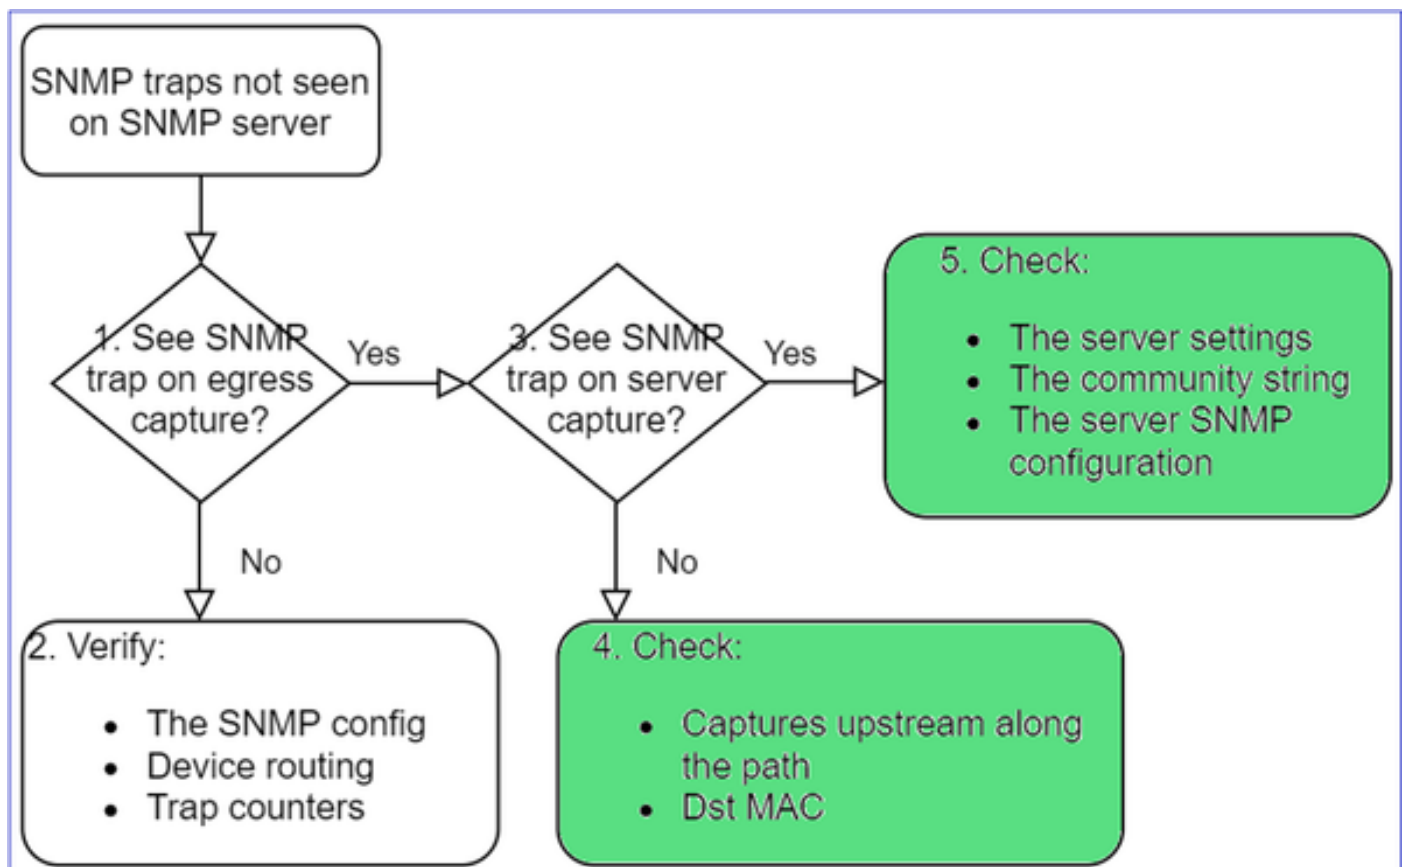 SNMP traps not seen
on SNMP server
1. See SNMP
trap on egress
capture?
Yes
No
2. Verify:
• The SNMP config
• Device routing
• Trap counters
3. See SNMP
trap on server
capture?
Yes
No
4. Check:
• Captures upstream along
the path
• Dst MAC
5. Check:
• The server settings
• The community string
• The server SNMP
configuration